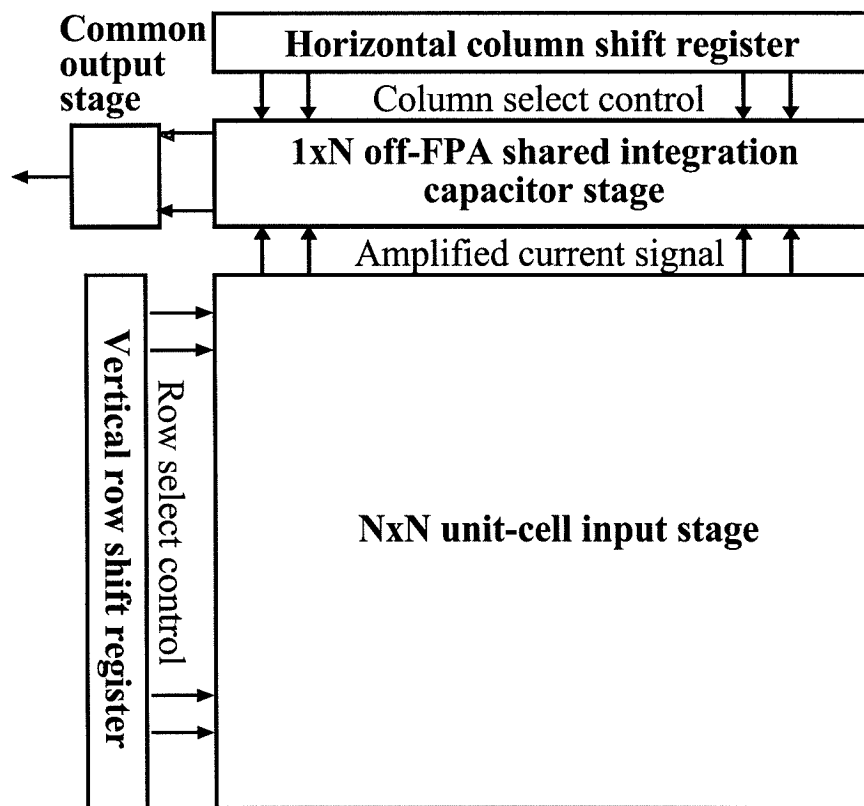 Common
output
stage
Horizontal column shift register
Column select control
1xN off-FPA shared integration
capacitor stage
Amplified current signal
Vertical row shift register
Row select control
NxN unit-cell input stage